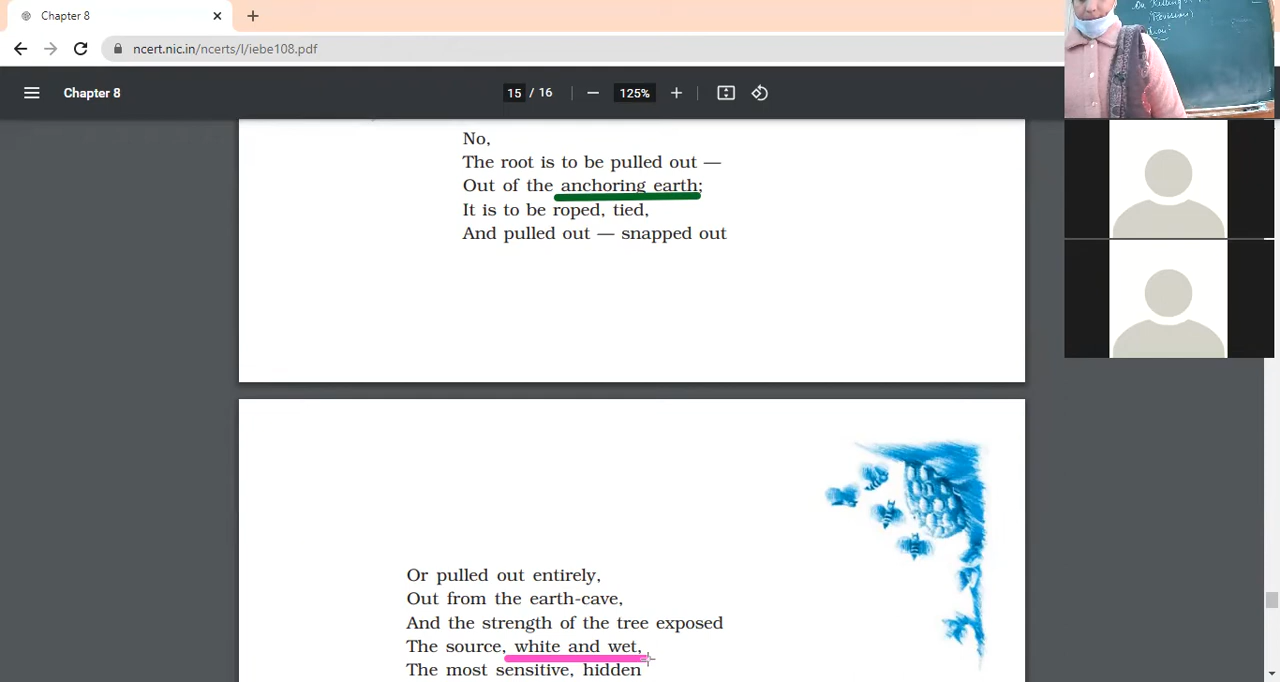 Chapter 8
ncert.nic.in/ncerts/l/iebe108.pdf
Chapter 8
15 / 16
125%
On Killing
(Revision)
No,
The root is to be pulled out —
Out of the anchoring earth;
It is to be roped, tied,
And pulled out — snapped out
Or pulled out entirely,
Out from the earth-cave,
And the strength of the tree exposed
The source, white and wet,
The most sensitive, hidden